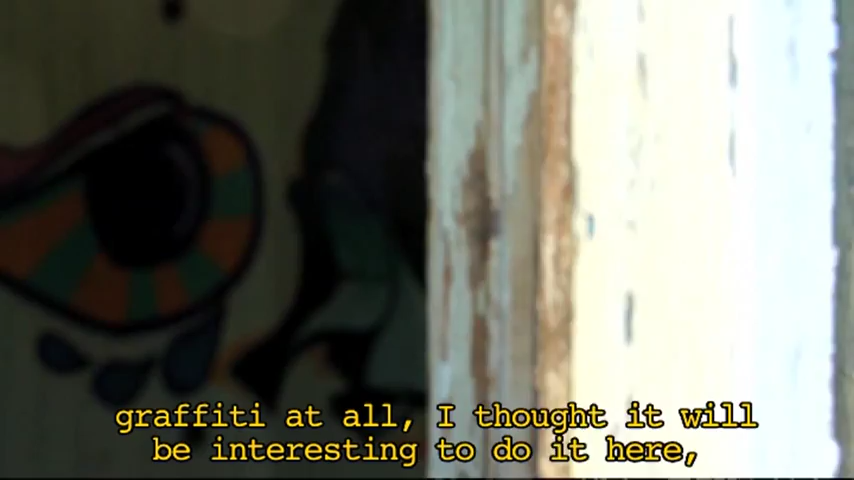 graffiti at all, I thought it will
be interesting to do it here,